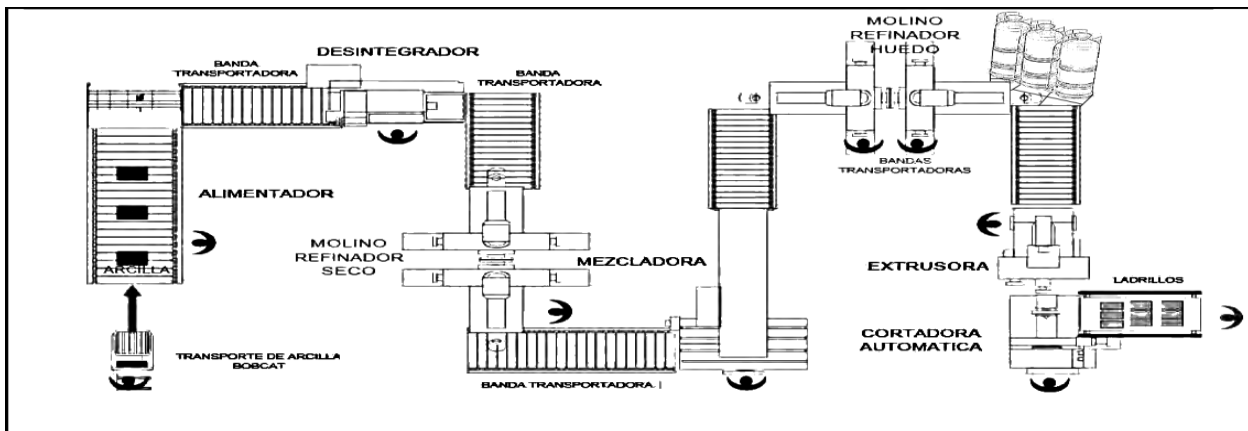 MOLINO
REFINADOR
HUEDO
DESINTEGRADOR
BANDA
TRANSPORTADORA
BANDA
TRANSPORTADORA
BANDAS
TRANSPORTADORAS
ALIMENTADOR
MOLINO
REFINADOR
SECO
MEZCLADORA
ARCILLA
EXTRUSORA
LADRILLOS
CORTADORA
AUTOMATICA
TRANSPORTE DE ARCILLA
BOBCAT
BANDA TRANSPORTADORA